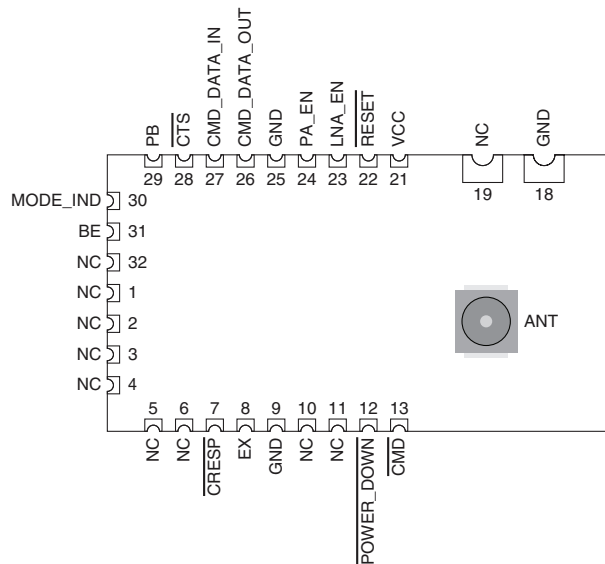 PB
CTS
CMD_DATA_IN
CMD_DATA_OUT
GND
PA_EN
LNA_EN
RESET
VCC
NC
GND
29
28
27
26
25
24
23
22
21
19
18
MODE_IND 30
BE 31
NC 32
NC 1
NC 2
NC 3
NC 4
ANT
5
6
7
8
9
10
11
12
13
NC
NC
CRESP
EX
GND
NC
NC
POWER_DOWN
CMD